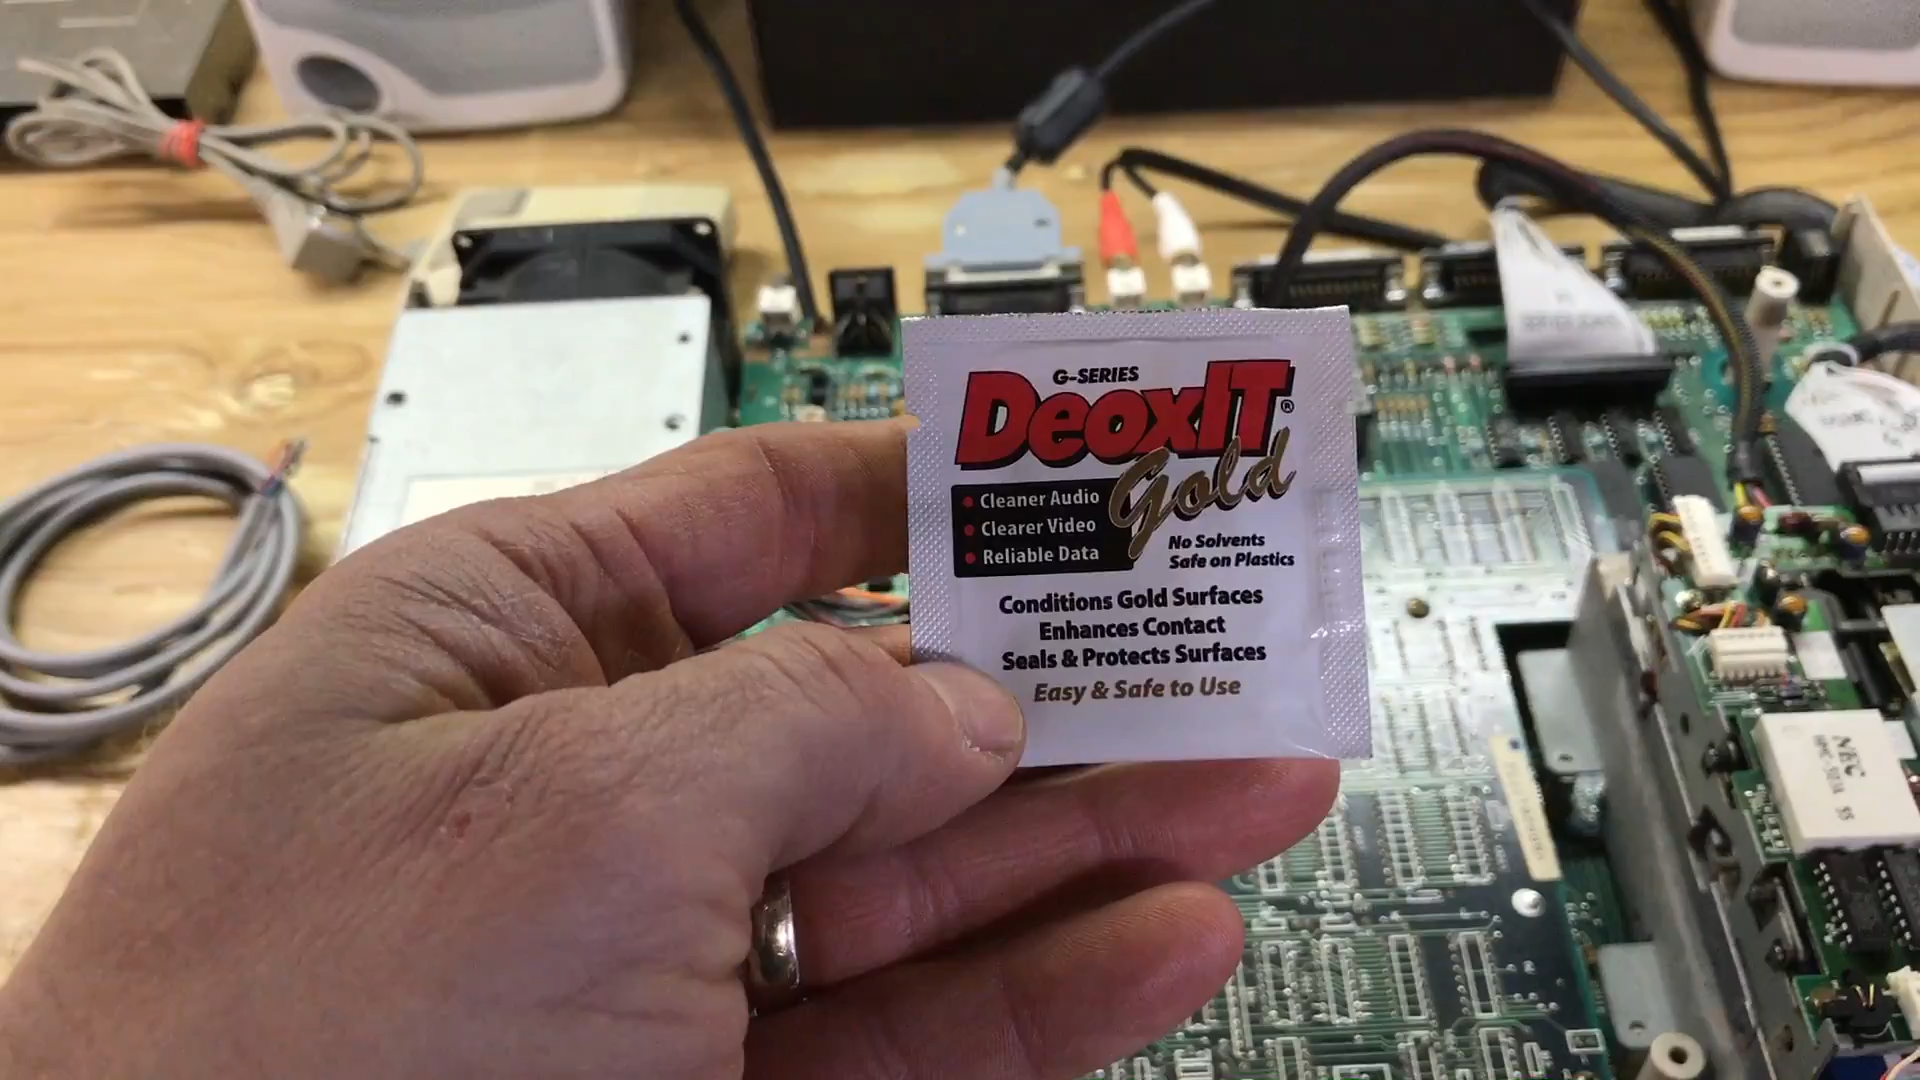 G-SERIES
DeoxIT®
Gold
Cleaner Audio
Clearer Video
Reliable Data
No Solvents
Safe on Plastics
Conditions Gold Surfaces
Enhances Contact
Seals & Protects Surfaces
Easy & Safe to Use
NEC